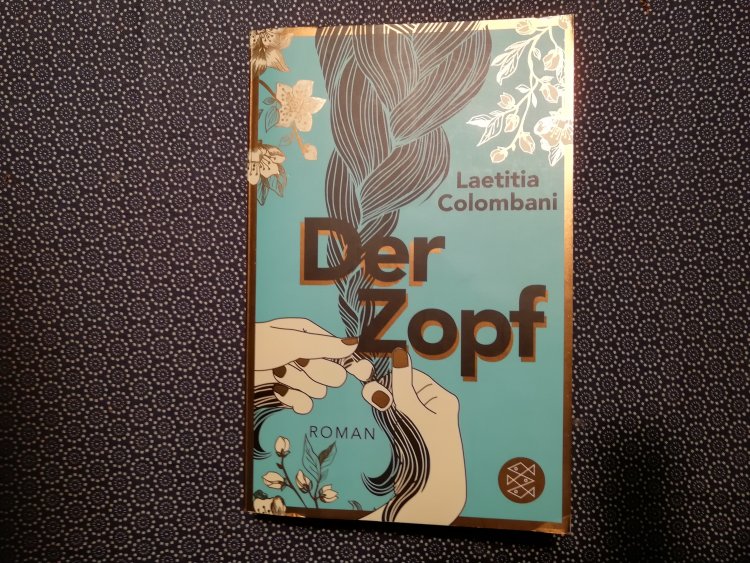 Laetitia
Colombani
Der
Zopf
ROMAN